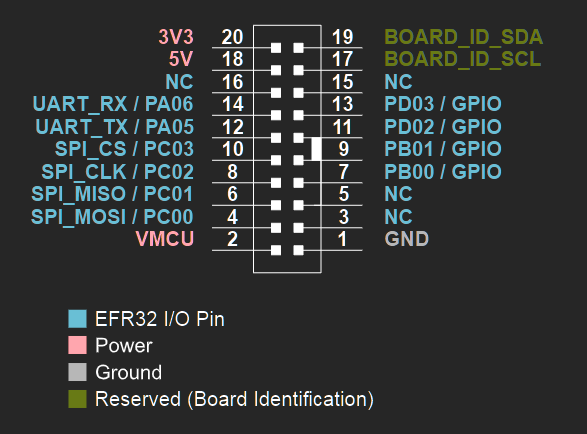 3V3 20 19 BOARD_ID_SDA
5V 18 17 BOARD_ID_SCL
NC 16 15 NC
UART_RX / PA06 14 13 PD03 / GPIO
UART_TX / PA05 12 11 PD02 / GPIO
SPI_CS / PC03 10 9 PB01 / GPIO
SPI_CLK / PC02 8 7 PB00 / GPIO
SPI_MISO / PC01 6 5 NC
SPI_MOSI / PC00 4 3 NC
VMCU 2 1 GND
EFR32 I/O Pin
Power
Ground
Reserved (Board Identification)